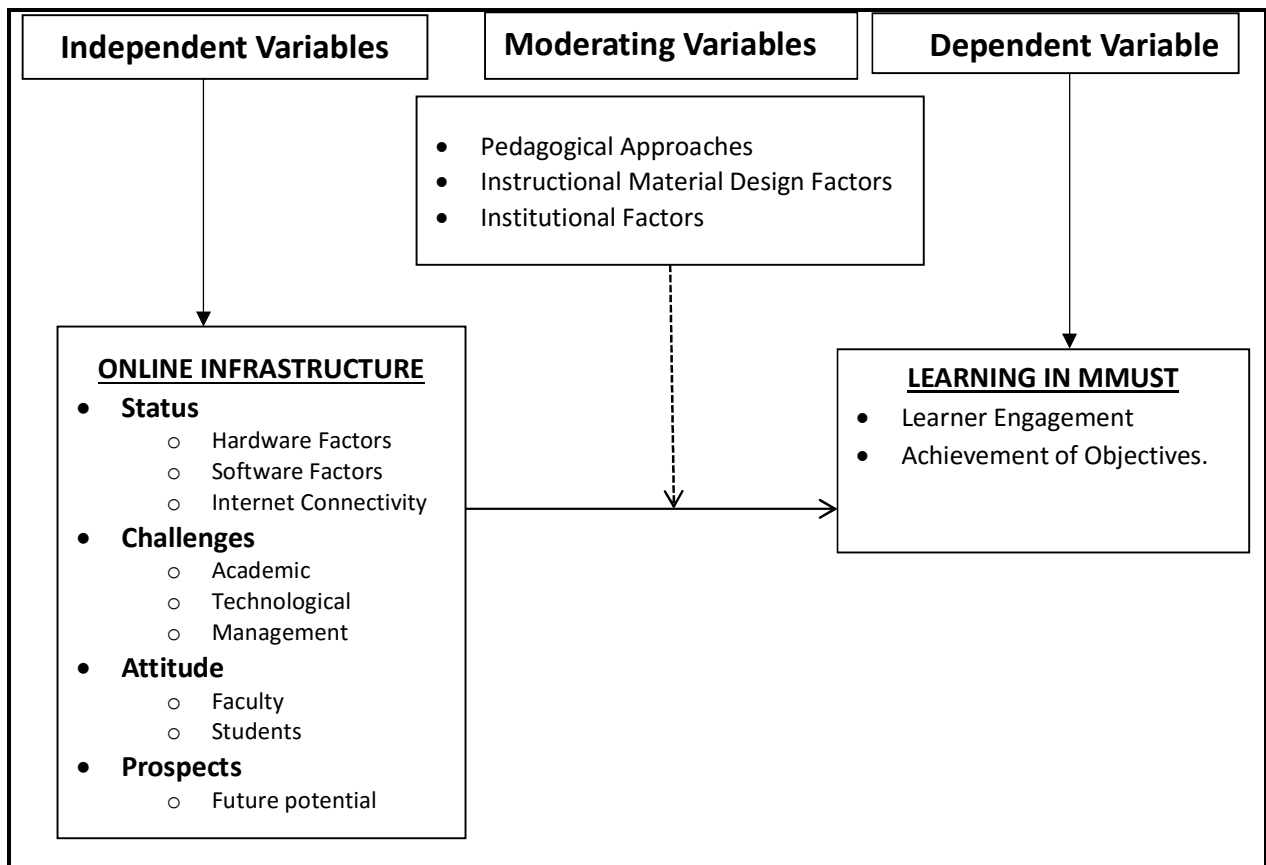 Independent Variables
Moderating Variables
Dependent Variable
• Pedagogical Approaches
• Instructional Material Design Factors
• Institutional Factors
ONLINE INFRASTRUCTURE
• Status
o Hardware Factors
o Software Factors
o Internet Connectivity
• Challenges
o Academic
o Technological
o Management
• Attitude
o Faculty
o Students
• Prospects
o Future potential
LEARNING IN MMUST
• Learner Engagement
• Achievement of Objectives.